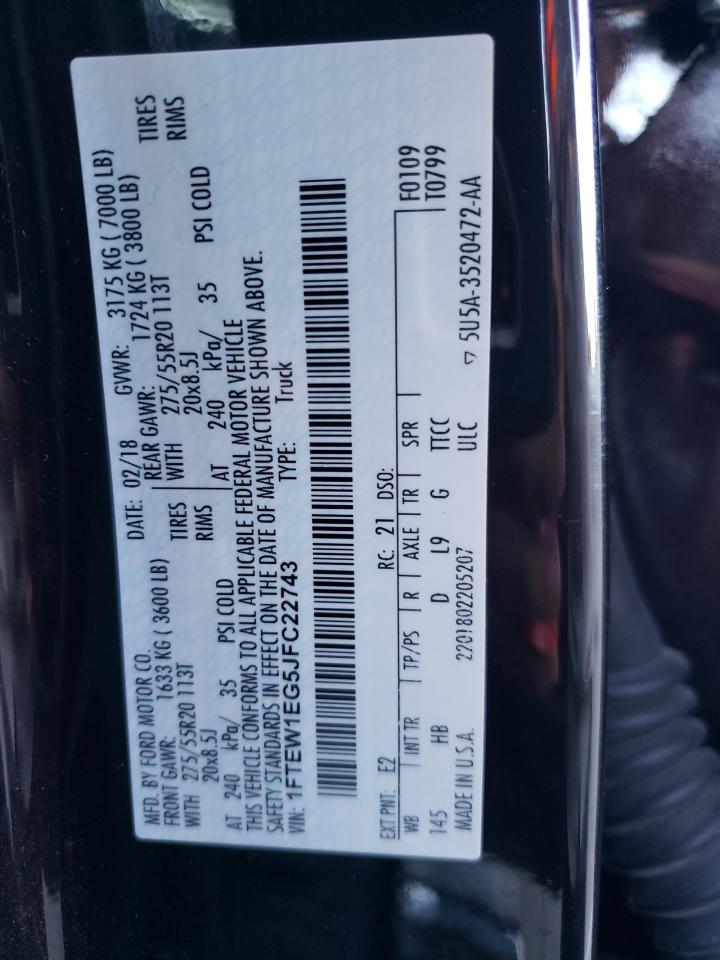 MFD. BY FORD MOTOR CO. DATE: 02/18 GVWR: 3175 KG ( 7000 LB)
FRONT GAWR: 1633 KG ( 3600 LB) REAR GAWR: 1724 KG ( 3800 LB)
WITH 275/55R20 113T TIRES WITH 275/55R20 113T TIRES
20x8.5J RIMS 20x8.5J RIMS
AT 240 kPa/ 35 PSI COLD AT 240 kPa/ 35 PSI COLD
THIS VEHICLE CONFORMS TO ALL APPLICABLE FEDERAL MOTOR VEHICLE
SAFETY STANDARDS IN EFFECT ON THE DATE OF MANUFACTURE SHOWN ABOVE.
VIN: 1FTEW1EG5JFC22743 TYPE: Truck
EXT PNT: E2 RC: 21 DSO: F0109
WB INT TR TP/PS R AXLE TR SPR T0799
145 HB D L9 G TTCC
MADE IN U.S.A. 2201802205207 ULC ▽ 5U5A-3520472-AA